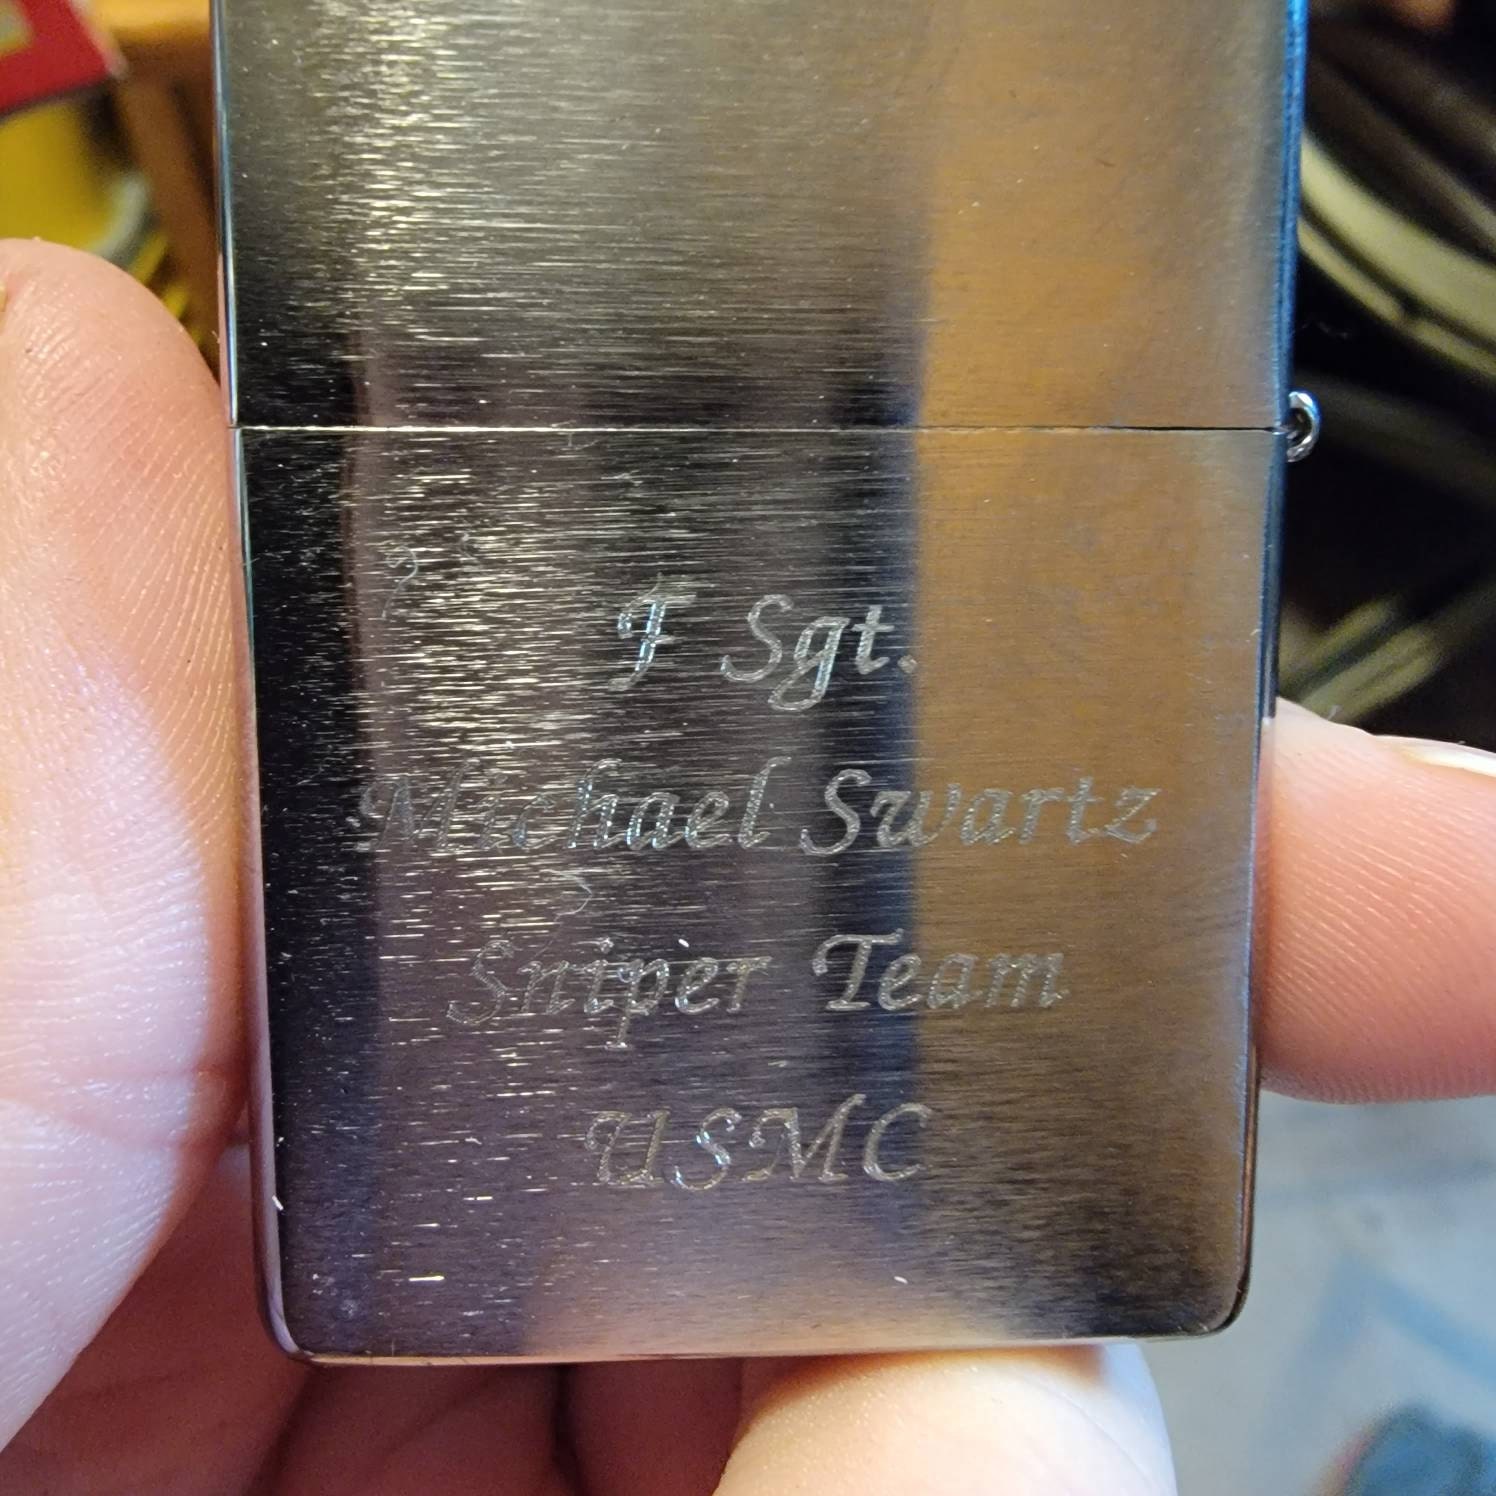 F Sgt.
Michael Swartz
Sniper Team
USMC